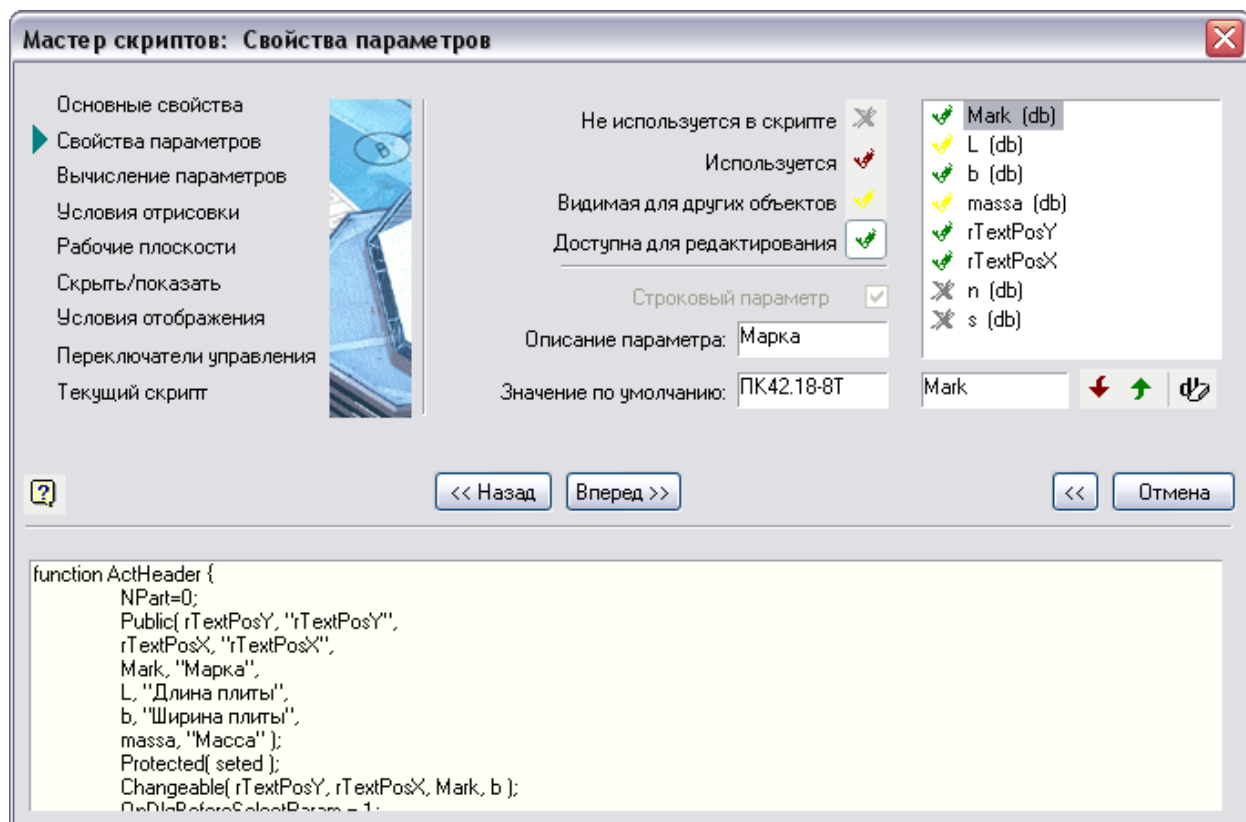 Мастер скриптов: Свойства параметров
Основные свойства
Свойства параметров
Вычисление параметров
Условия отрисовки
Рабочие плоскости
Скрыть/показать
Условия отображения
Переключатели управления
Текущий скрипт
B
Не используется в скрипте
Используется
Видимая для других объектов
Доступна для редактирования
Строковый параметр
Описание параметра: Марка
Значение по умолчанию: ПК42.18-8Т
Mark (db)
L (db)
b (db)
massa (db)
rTextPosY
rTextPosX
n (db)
s (db)
Mark
<< Назад
Вперед >>
<<
Отмена
function ActHeader {
NPart=0;
Public( rTextPosY, "rTextPosY",
rTextPosX, "rTextPosX",
Mark, "Марка",
L, "Длина плиты",
b, "Ширина плиты",
massa, "Масса" );
Protected( seted );
Changeable( rTextPosY, rTextPosX, Mark, b );
OnDlgBeforeSelectParam = 1;